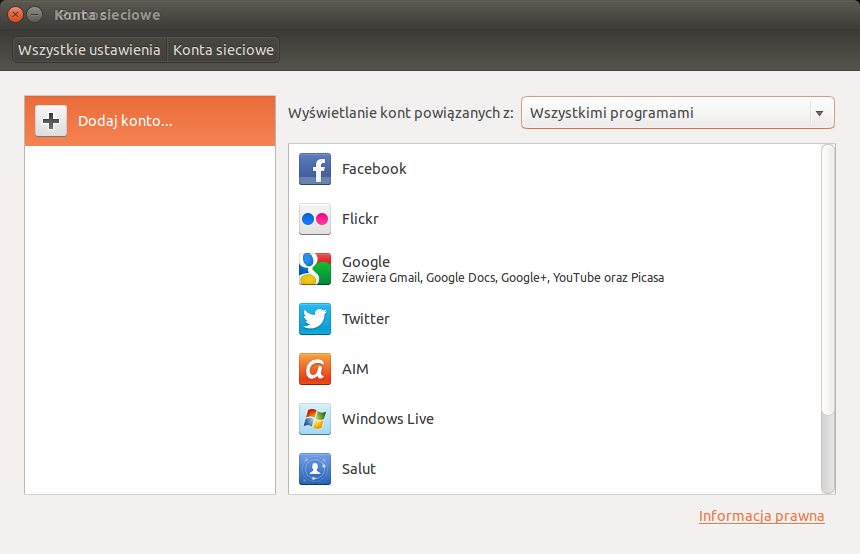 Konta sieciowe
Wszystkie ustawienia
Konta sieciowe
Dodaj konto...
Wyświetlanie kont powiązanych z:
Wszystkimi programami
Facebook
Flickr
Google
Zawiera Gmail, Google Docs, Google+, YouTube oraz Picasa
Twitter
AIM
Windows Live
Salut
Informacja prawna